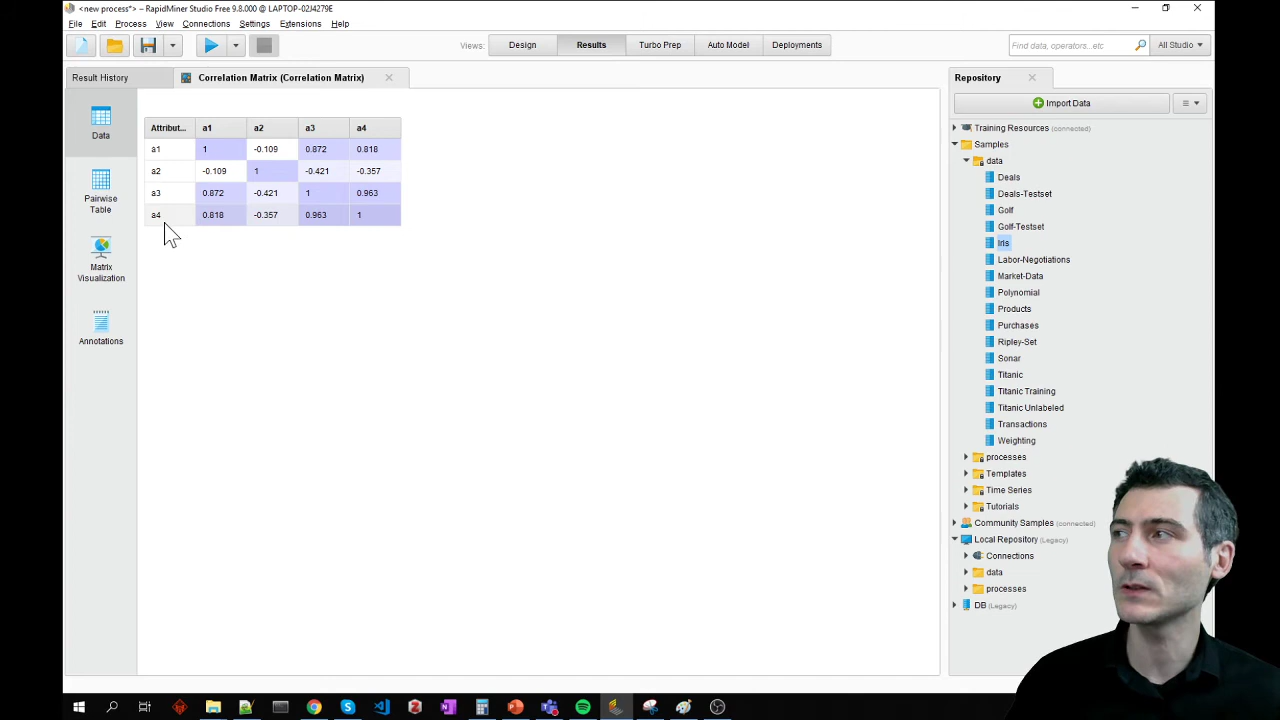 <new process*> – RapidMiner Studio Free 9.8.000 @ LAPTOP-02J4279E
File Edit Process View Connections Settings Extensions Help
Views: Design Results Turbo Prep Auto Model Deployments
Find data, operators...etc
All Studio
Result History
Correlation Matrix (Correlation Matrix)
Repository
Data
Pairwise
Table
Matrix
Visualization
Annotations
Attribut... a1 a2 a3 a4
a1 1 -0.109 0.872 0.818
a2 -0.109 1 -0.421 -0.357
a3 0.872 -0.421 1 0.963
a4 0.818 -0.357 0.963 1
Import Data
Training Resources (connected)
Samples
data
Deals
Deals-Testset
Golf
Golf-Testset
Iris
Labor-Negotiations
Market-Data
Polynomial
Products
Purchases
Ripley-Set
Sonar
Titanic
Titanic Training
Titanic Unlabeled
Transactions
Weighting
processes
Templates
Time Series
Tutorials
Community Samples (connected)
Local Repository (Legacy)
Connections
data
processes
DB (Legacy)